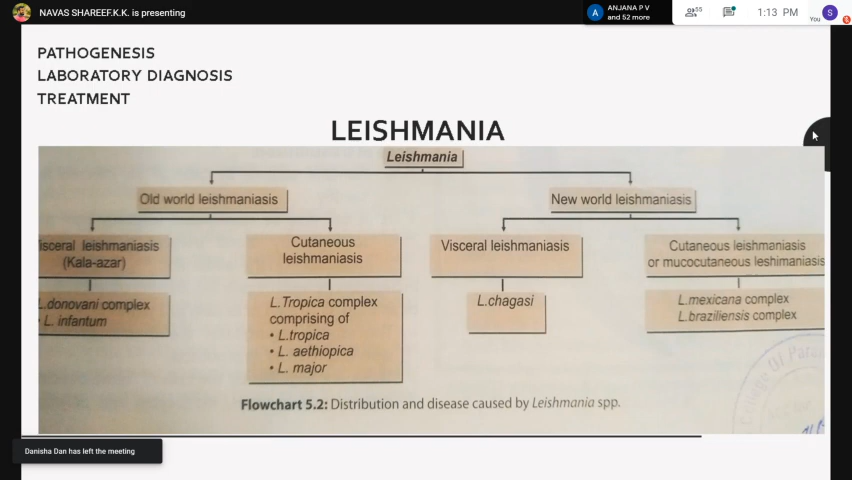 NAVAS SHAREEF.K.K. is presenting
ANJANA P V
and 52 more
55
1:13 PM
You
S
A
PATHOGENESIS
LABORATORY DIAGNOSIS
TREATMENT
LEISHMANIA
Leishmania
Old world leishmaniasis
New world leishmaniasis
isceral leishmaniasis
(Kala-azar)
Cutaneous
leishmaniasis
Visceral leishmaniasis
Cutaneous leishmaniasis
or mucocutaneous leshimaniasis
L.donovani complex
• L. infantum
L.Tropica complex
comprising of
• L.tropica
• L. aethiopica
• L. major
L.chagasi
L.mexicana complex
L.braziliensis complex
Flowchart 5.2: Distribution and disease caused by Leishmania spp.
Danisha Dan has left the meeting